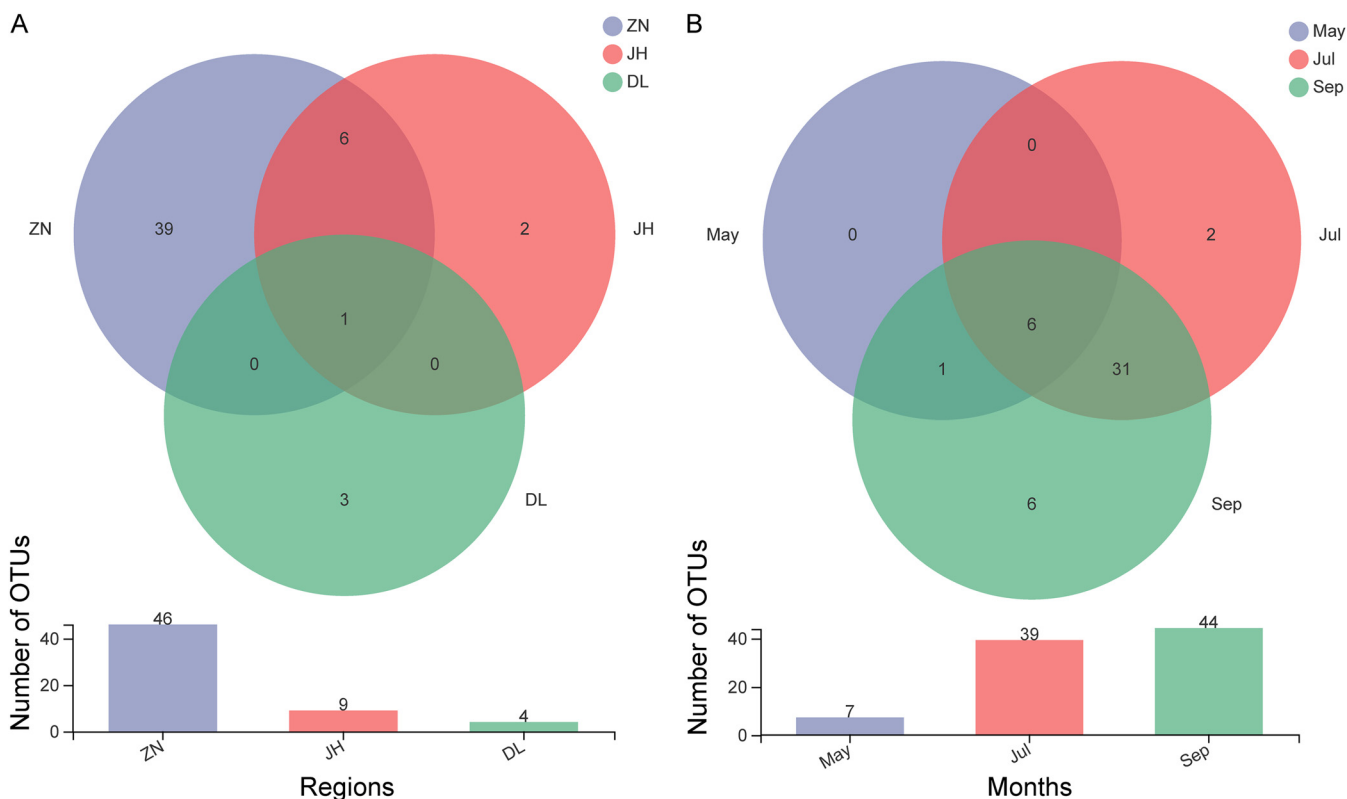 A
ZN
JH
DL
6
ZN
39
2
JH
1
0
0
3
DL
Number of OTUs
46
40
20
9
4
0
ZN
JH
DL
Regions
B
May
Jul
Sep
0
May
0
2
Jul
6
1
31
6
Sep
Number of OTUs
44
40
39
20
7
0
May
Jul
Sep
Months